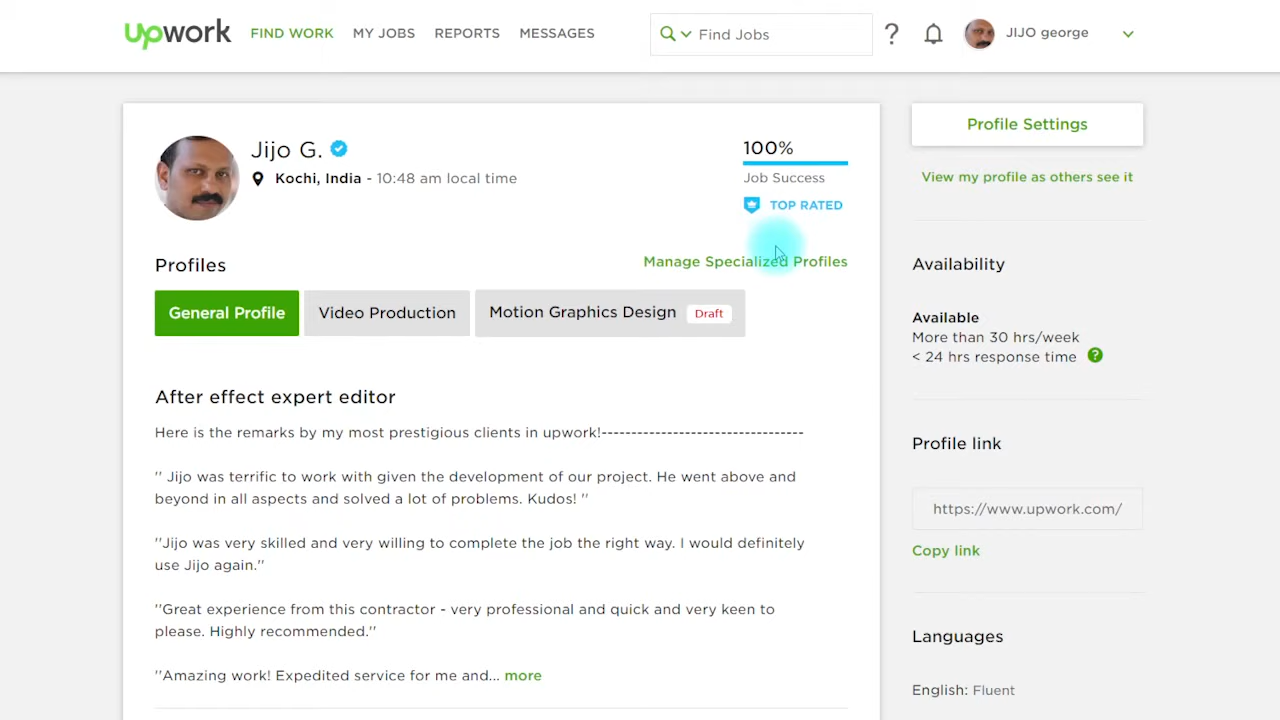 upwork FIND WORK MY JOBS REPORTS MESSAGES Find Jobs ? JIJO george
Jijo G.
Kochi, India - 10:48 am local time
100%
Job Success
TOP RATED
Profiles
Manage Specialized Profiles
General Profile Video Production Motion Graphics Design Draft
After effect expert editor
Here is the remarks by my most prestigious clients in upwork!---------------------------------
'' Jijo was terrific to work with given the development of our project. He went above and
beyond in all aspects and solved a lot of problems. Kudos! ''
''Jijo was very skilled and very willing to complete the job the right way. I would definitely
use Jijo again.''
''Great experience from this contractor - very professional and quick and very keen to
please. Highly recommended.''
''Amazing work! Expedited service for me and... more
Profile Settings
View my profile as others see it
Availability
Available
More than 30 hrs/week
< 24 hrs response time ?
Profile link
https://www.upwork.com/
Copy link
Languages
English: Fluent